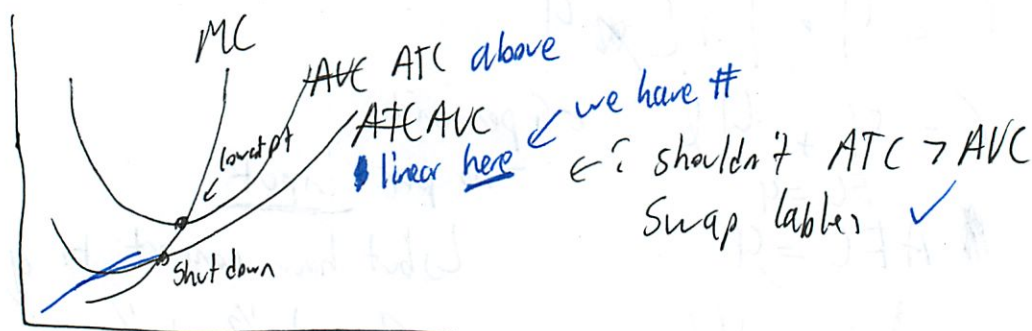 MC
AVC ATC above
ATC AVC
we have #
linear here
← ? shouldn't ATC > AVC
Swap lables ✓
lowest pt
Shut down